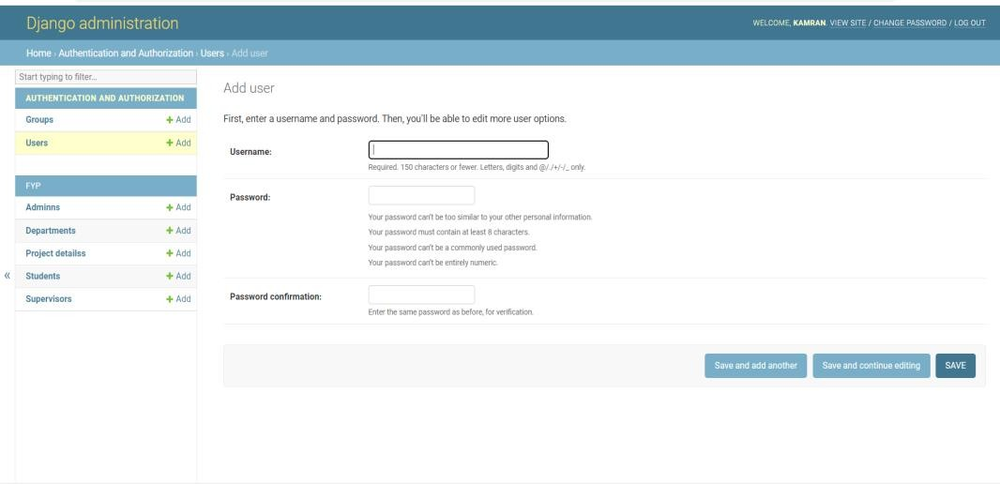 Django administration
WELCOME, KAMRAN. VIEW SITE / CHANGE PASSWORD / LOG OUT
Home › Authentication and Authorization › Users › Add user
Start typing to filter...
AUTHENTICATION AND AUTHORIZATION
Groups + Add
Users + Add
FYP
Adminns + Add
Departments + Add
Project detailss + Add
Students + Add
Supervisors + Add
«
Add user
First, enter a username and password. Then, you'll be able to edit more user options.
Username:
Required. 150 characters or fewer. Letters, digits and @/./+/-/_ only.
Password:
Your password can't be too similar to your other personal information.
Your password must contain at least 8 characters.
Your password can't be a commonly used password.
Your password can't be entirely numeric.
Password confirmation:
Enter the same password as before, for verification.
Save and add another Save and continue editing SAVE